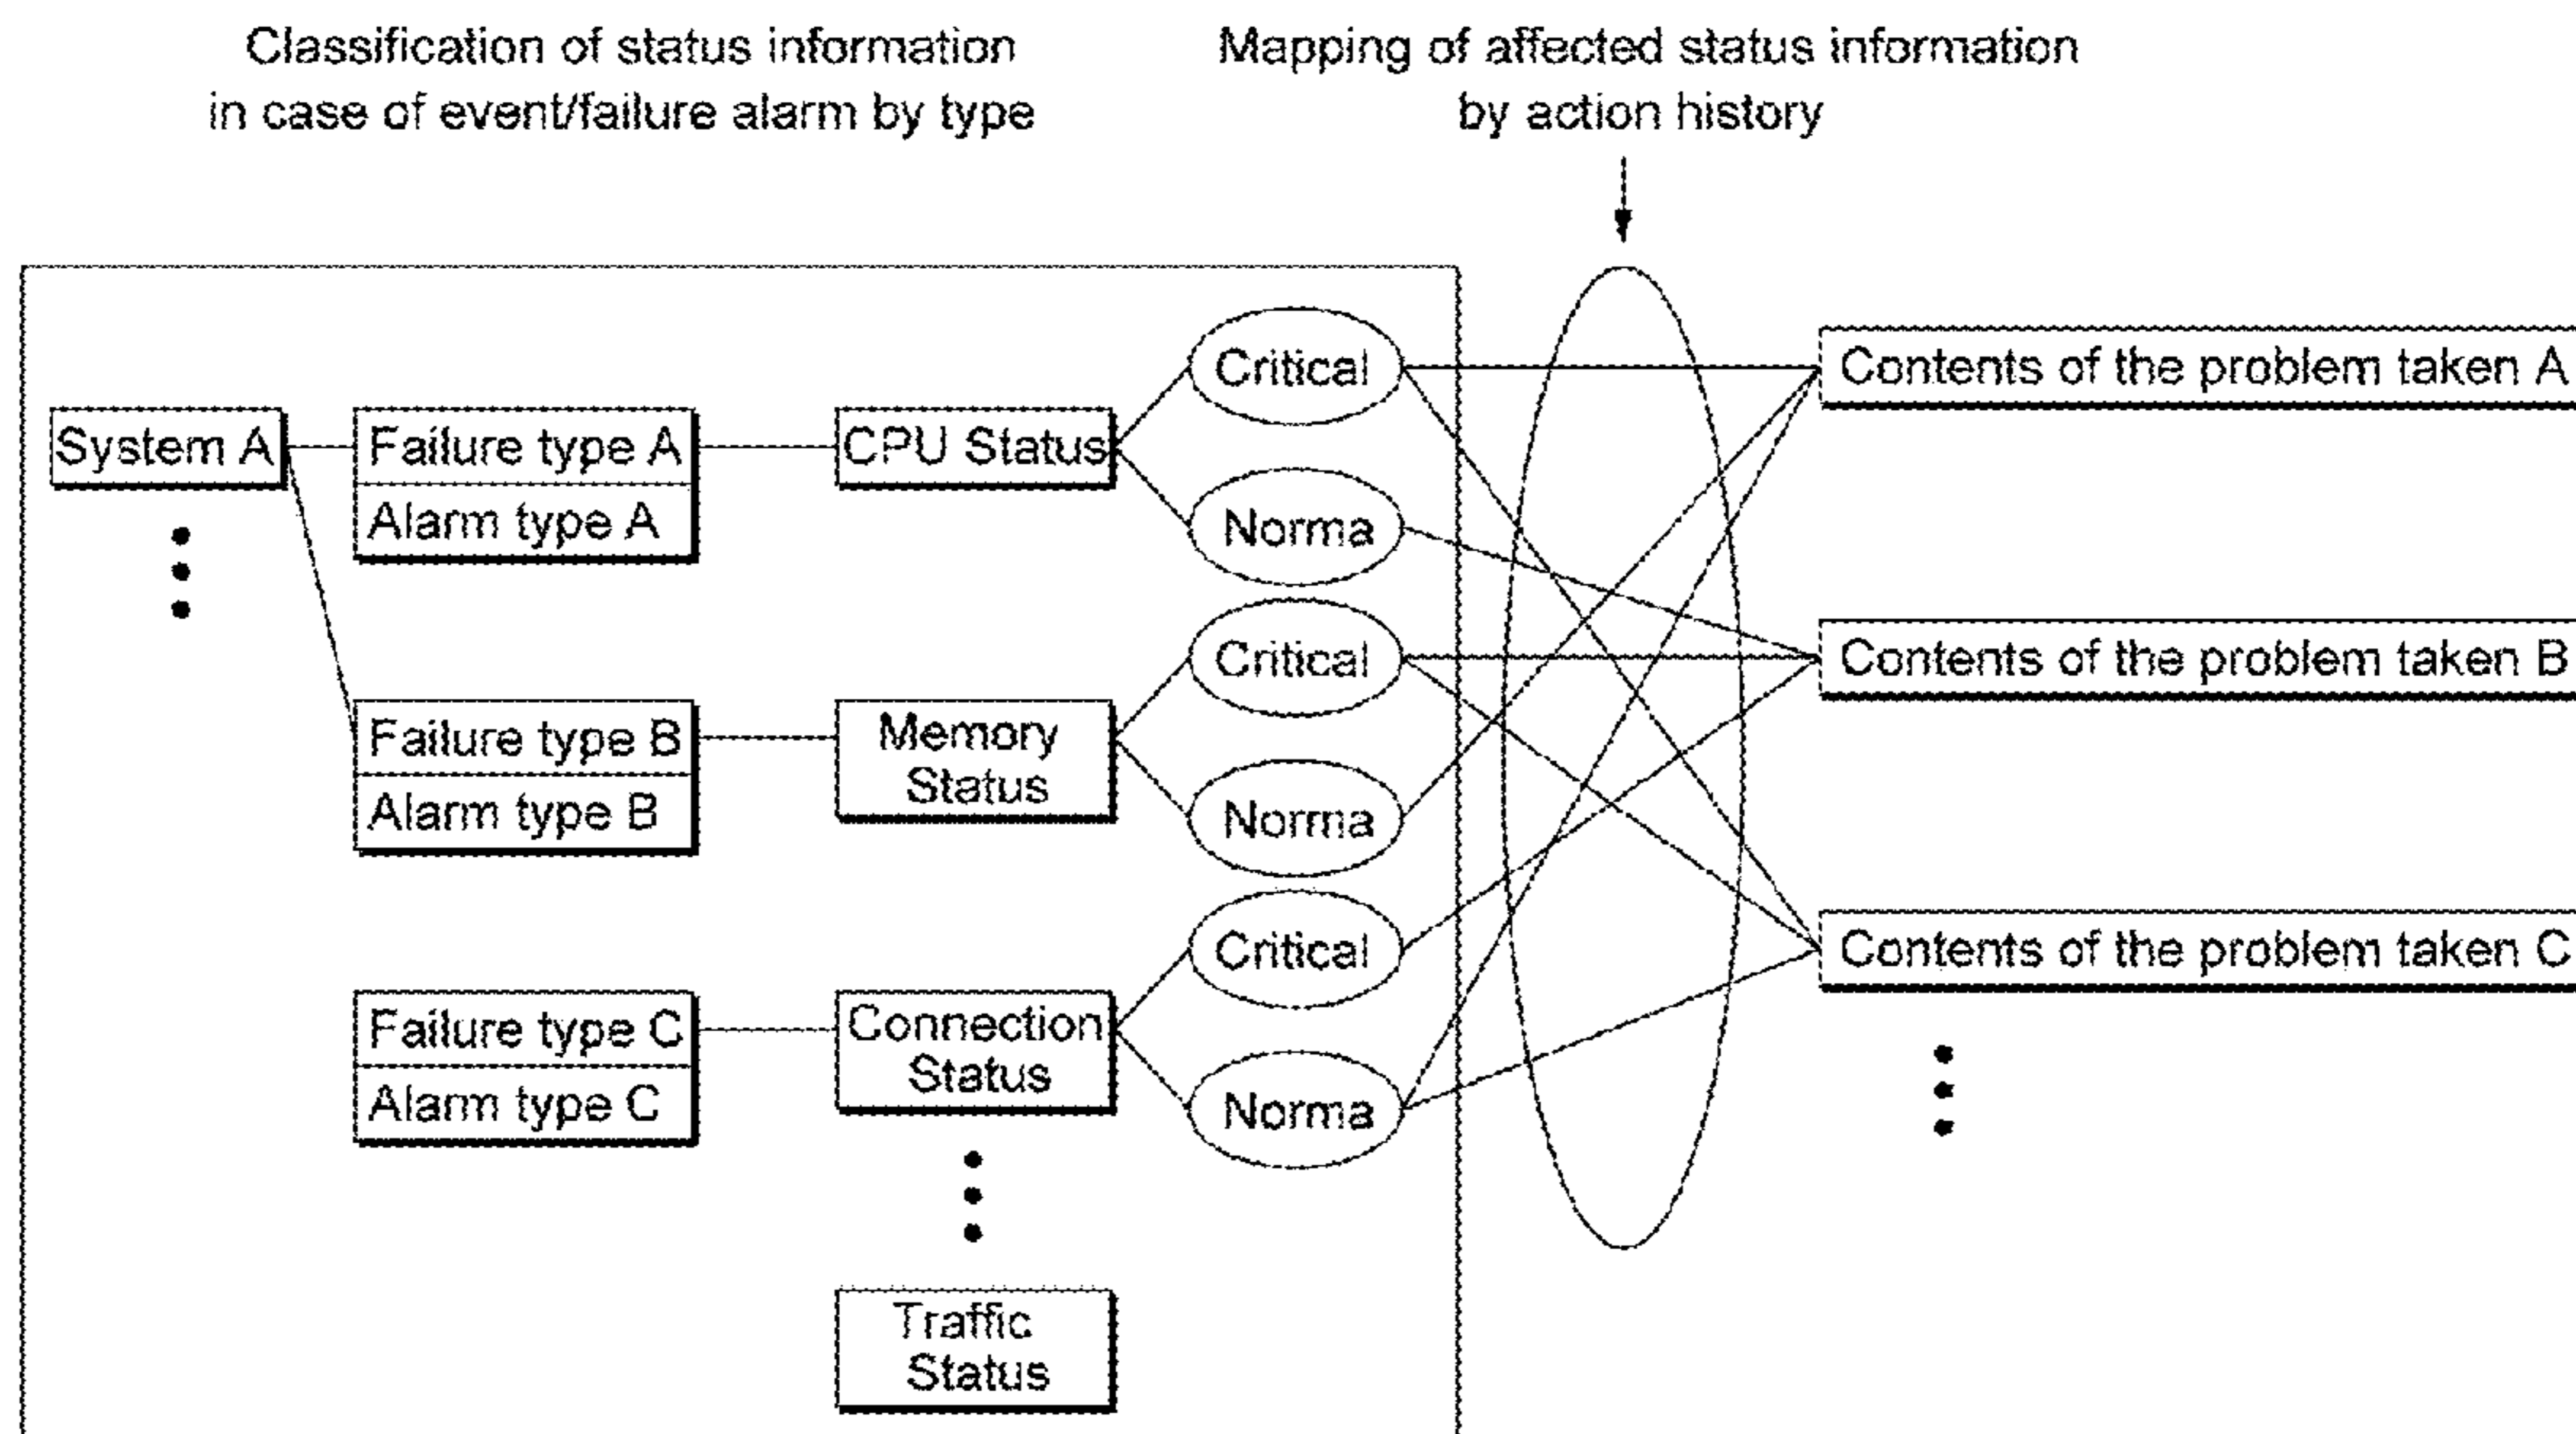 Classification of status information
in case of event/failure alarm by type
Mapping of affected status information
by action history
System A
Failure type A
Alarm type A
CPU Status
Critical
Norma
Contents of the problem taken A
Failure type B
Alarm type B
Memory
Status
Critical
Norma
Contents of the problem taken B
Failure type C
Alarm type C
Connection
Status
Critical
Norma
Contents of the problem taken C
Traffic
Status